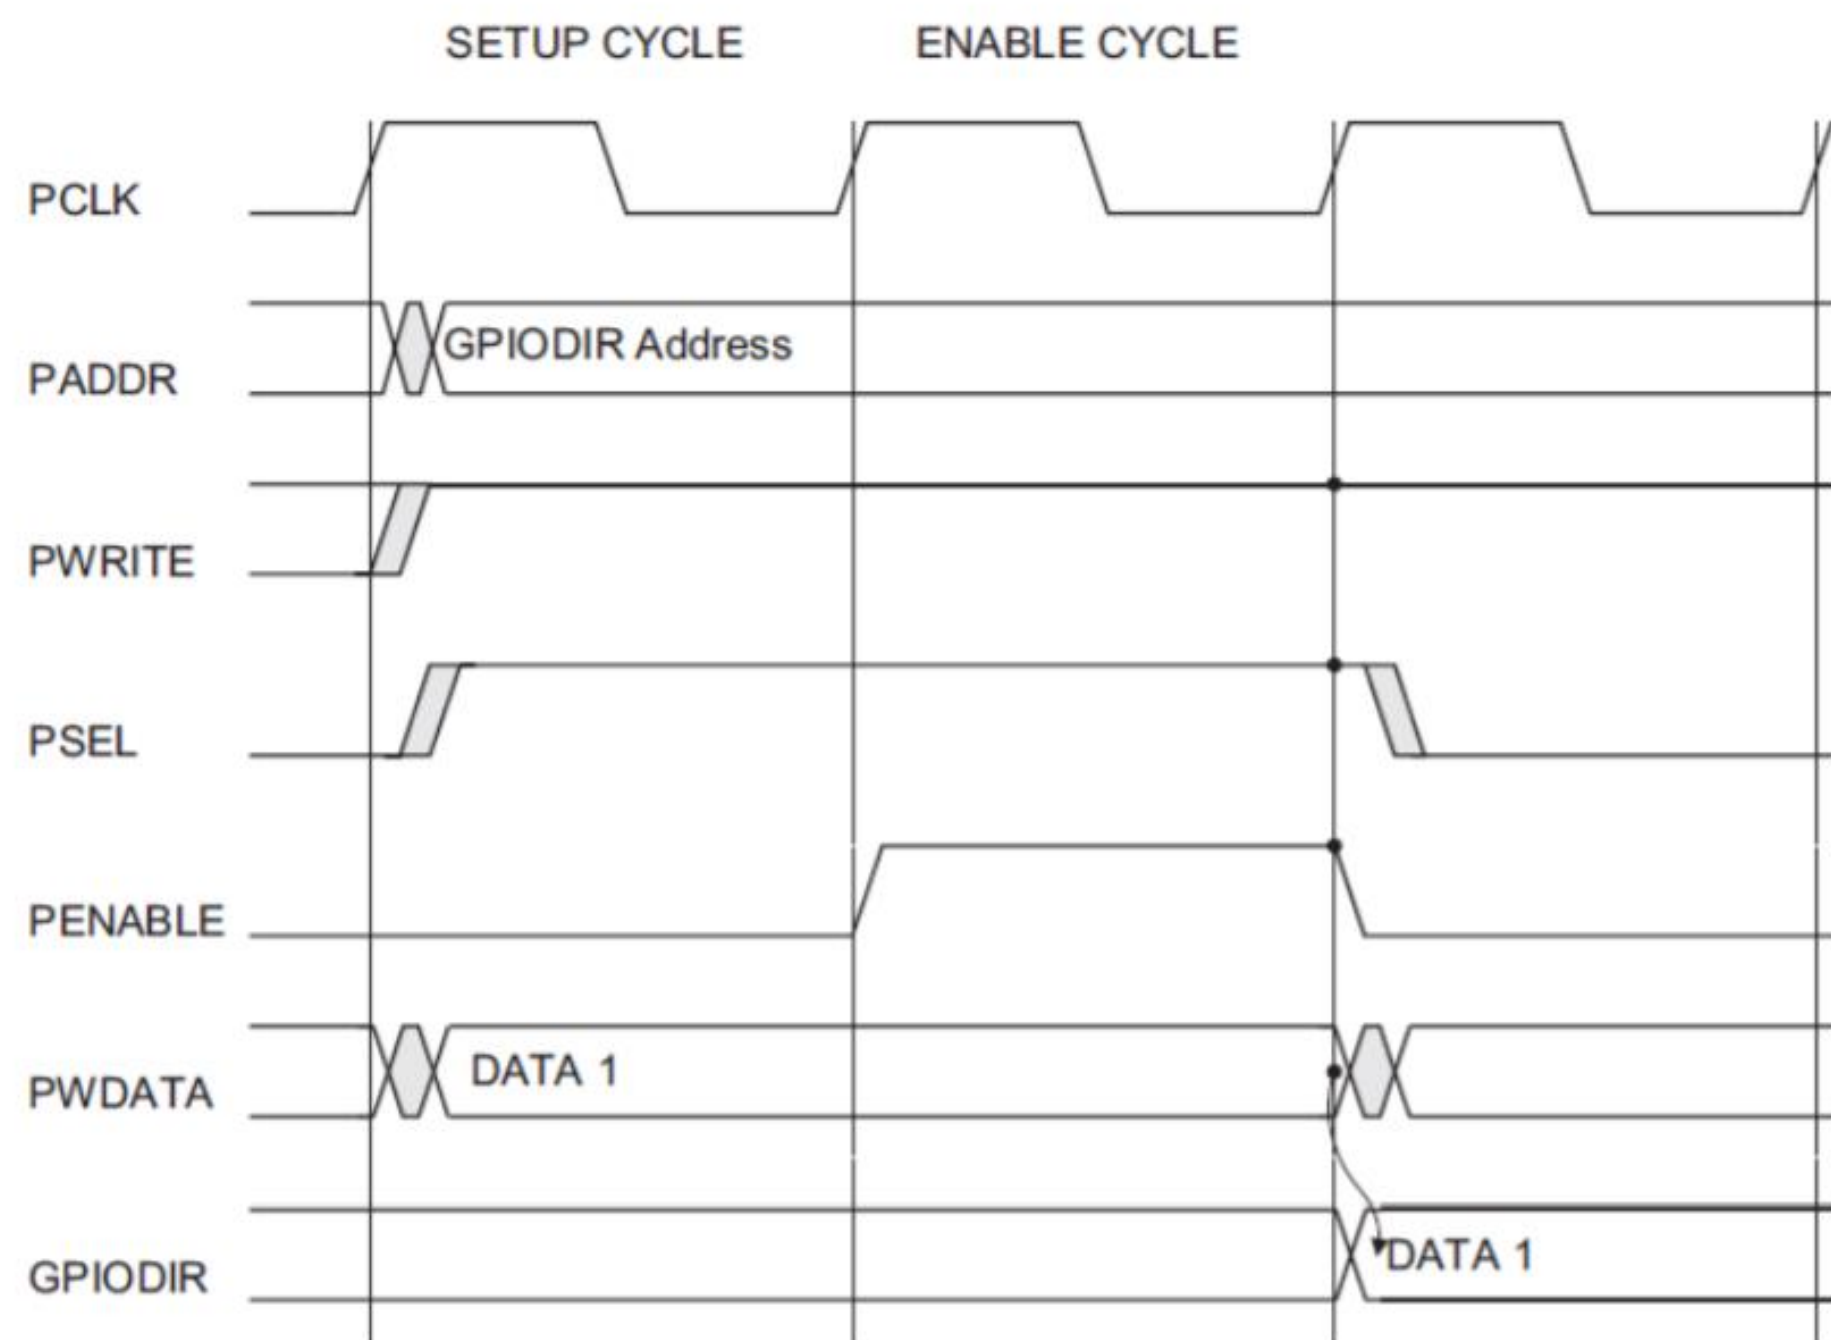 SETUP CYCLE ENABLE CYCLE
PCLK
GPIODIR Address
PADDR
PWRITE
PSEL
PENABLE
DATA 1
PWDATA
DATA 1
GPIODIR